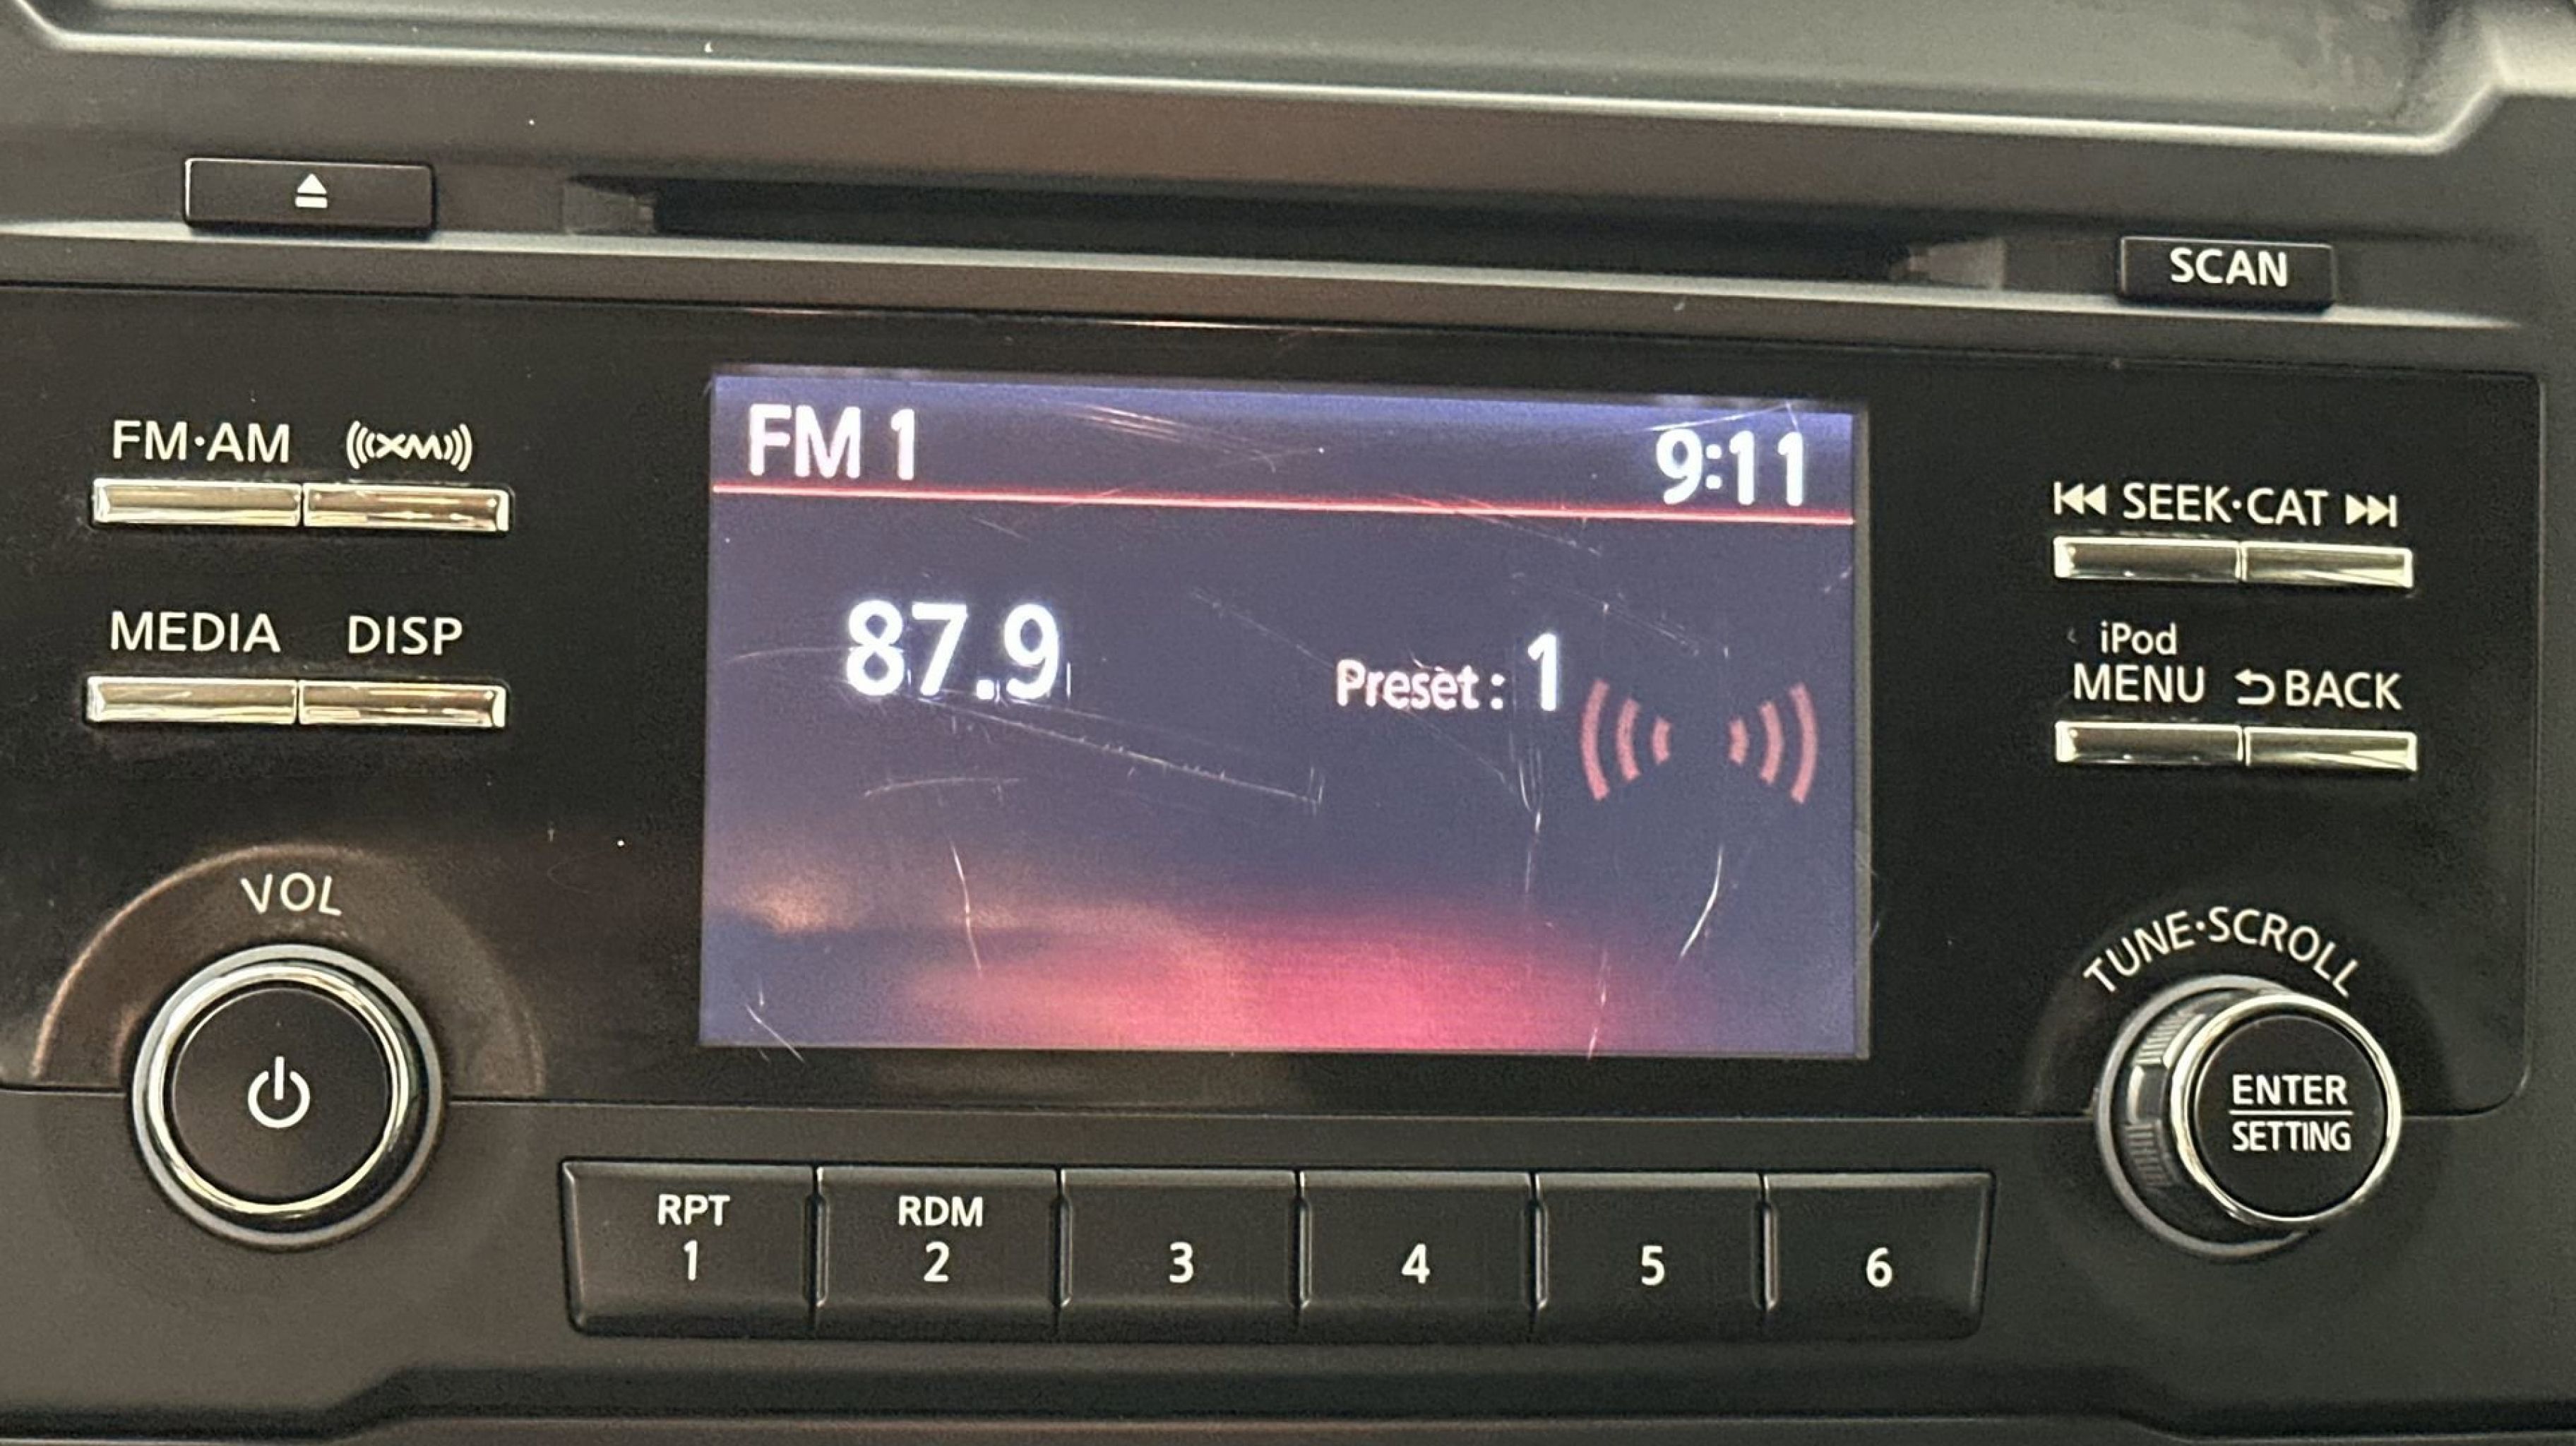 SCAN
FM·AM XM
FM 1 9:11
SEEK·CAT
MEDIA DISP
87.9
Preset: 1
iPod
MENU BACK
VOL
TUNE·SCROLL
ENTER
SETTING
RPT
1
RDM
2
3
4
5
6